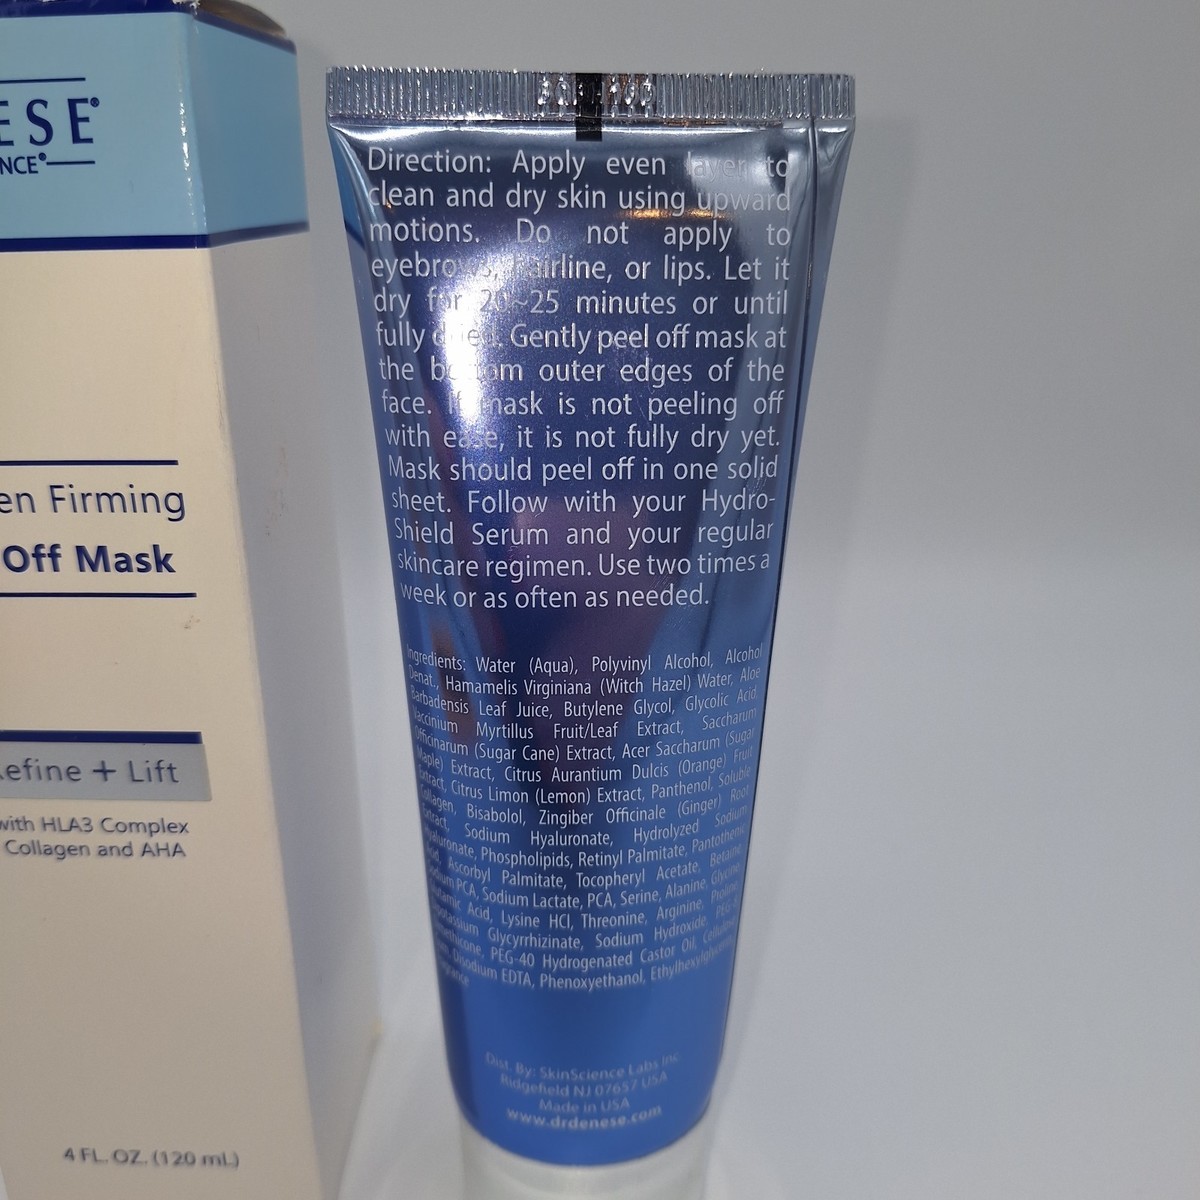 ESE®
NCE®
en Firming
Off Mask
efine + Lift
with HLA3 Complex
Collagen and AHA
4 FL. OZ. (120 mL)
Direction: Apply even layer to
clean and dry skin using upward
motions. Do not apply to
eyebrows, hairline, or lips. Let it
dry for 20~25 minutes or until
fully dried. Gently peel off mask at
the bottom outer edges of the
face. If mask is not peeling off
with ease, it is not fully dry yet.
Mask should peel off in one solid
sheet. Follow with your Hydro-
Shield Serum and your regular
skincare regimen. Use two times a
week or as often as needed.
Ingredients: Water (Aqua), Polyvinyl Alcohol, Alcohol
Denat., Hamamelis Virginiana (Witch Hazel) Water, Aloe
Barbadensis Leaf Juice, Butylene Glycol, Glycolic Acid,
Vaccinium Myrtillus Fruit/Leaf Extract, Saccharum
Officinarum (Sugar Cane) Extract, Acer Saccharum (Sugar
Maple) Extract, Citrus Aurantium Dulcis (Orange) Fruit
Extract, Citrus Limon (Lemon) Extract, Panthenol, Soluble
Collagen, Bisabolol, Zingiber Officinale (Ginger) Root
Extract, Sodium Hyaluronate, Hydrolyzed Sodium
Hyaluronate, Phospholipids, Retinyl Palmitate, Pantothenic
Acid, Ascorbyl Palmitate, Tocopheryl Acetate, Betaine,
Sodium PCA, Sodium Lactate, PCA, Serine, Alanine, Glycine,
Glutamic Acid, Lysine HCl, Threonine, Arginine, Proline,
Dipotassium Glycyrrhizinate, Sodium Hydroxide,
Dimethicone, PEG-40 Hydrogenated Castor Oil,
Disodium EDTA, Phenoxyethanol,
Fragrance
Dist. By: SkinScience Labs Inc.
Ridgefield NJ 07657 USA
Made in USA
www.drdenese.com